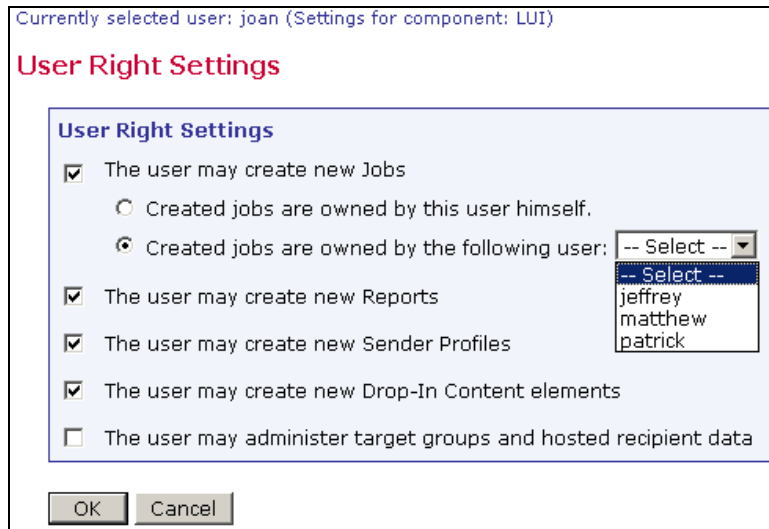 Currently selected user: joan (Settings for component: LUI)
User Right Settings
User Right Settings
The user may create new Jobs
Created jobs are owned by this user himself.
Created jobs are owned by the following user: -- Select --
-- Select --
jeffrey
matthew
patrick
The user may create new Reports
The user may create new Sender Profiles
The user may create new Drop-In Content elements
The user may administer target groups and hosted recipient data
OK Cancel